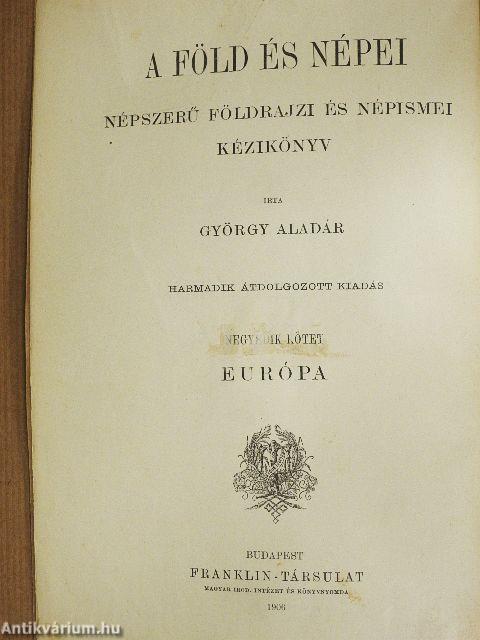 A FÖLD ÉS NÉPEI
NÉPSZERŰ FÖLDRAJZI ÉS NÉPISMEI
KÉZIKÖNYV
IRTA
GYÖRGY ALADÁR
HARMADIK ÁTDOLGOZOTT KIADÁS
NEGYEDIK KÖTET
EURÓPA
BUDAPEST
FRANKLIN-TÁRSULAT
MAGYAR IROD. INTÉZET ÉS KÖNYVNYOMDA
1906
Antikvárium.hu